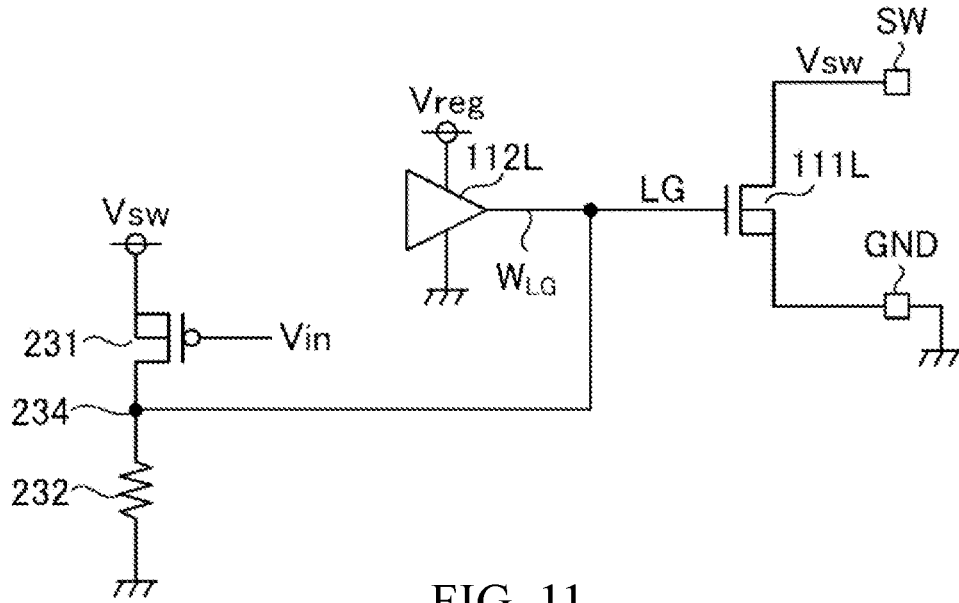 SW
Vsw
Vreg
112L
LG
111L
Vsw
WLG
GND
231
Vin
234
232
FIG. 11